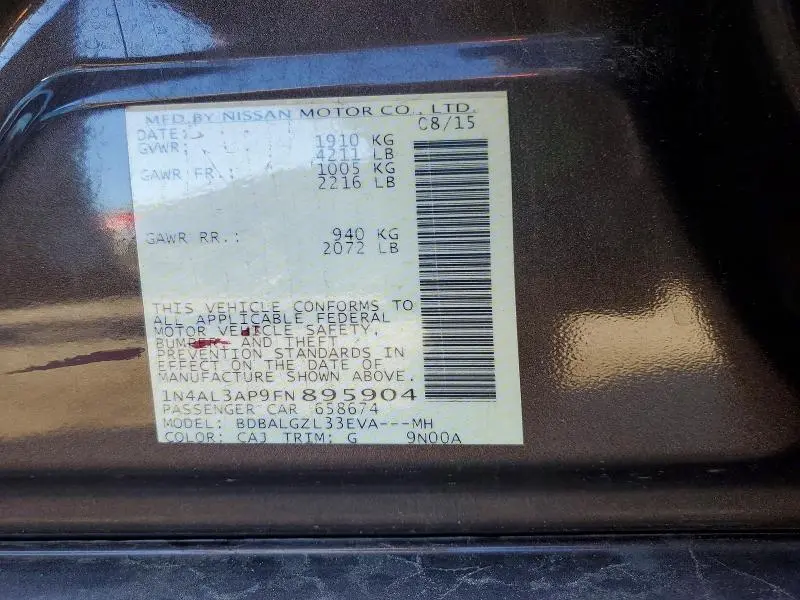 MFD BY NISSAN MOTOR CO., LTD.
DATE: 08/15
GVWR: 1910 KG
4211 LB
GAWR FR.: 1005 KG
2216 LB
GAWR RR.: 940 KG
2072 LB
THIS VEHICLE CONFORMS TO
ALL APPLICABLE FEDERAL
MOTOR VEHICLE SAFETY,
BUMPER, AND THEFT
PREVENTION STANDARDS IN
EFFECT ON THE DATE OF
MANUFACTURE SHOWN ABOVE.
1N4AL3AP9FN895904
PASSENGER CAR 658674
MODEL: BDBALGZL33EVA---MH
COLOR: CAJ TRIM: G 9N00A